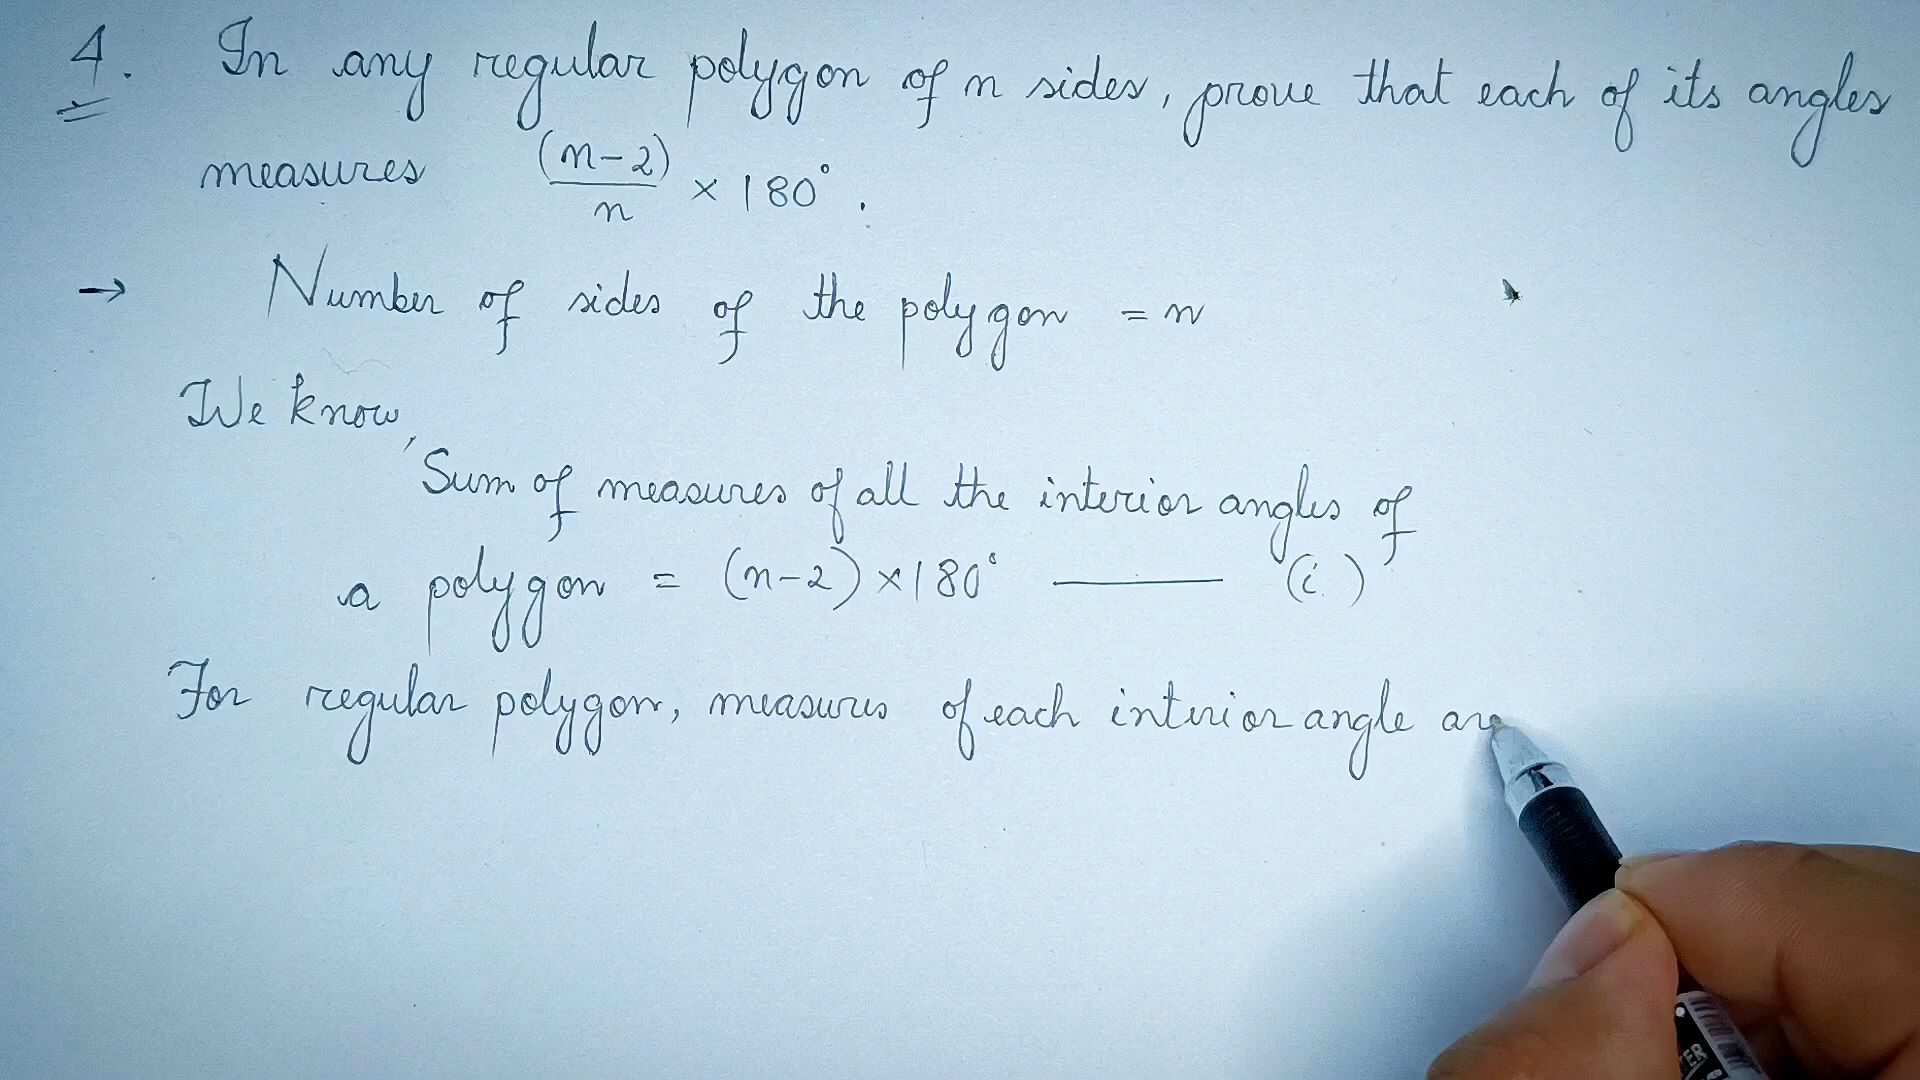 4. In any regular polygon of n sides, prove that each of its angles
measures (n-2)/n × 180°.
→ Number of sides of the polygon = n
We know,
Sum of measures of all the interior angles of
a polygon = (n-2)×180° ——— (i)
For regular polygon, measures of each interior angle are